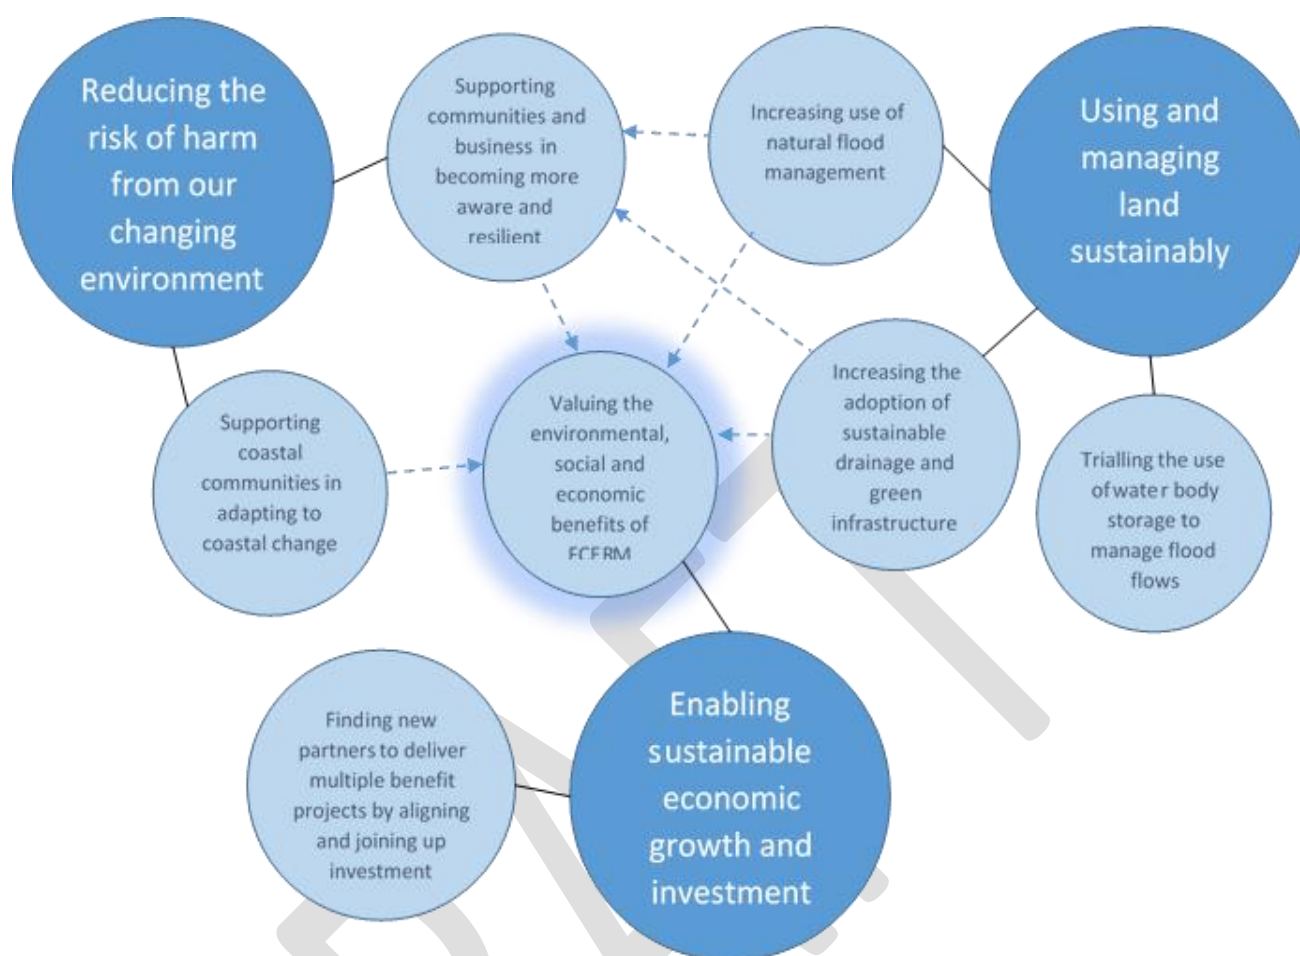 Reducing the
risk of harm
from our
changing
environment
Supporting
communities and
business in
becoming more
aware and
resilient
Increasing use of
natural flood
management
Using and
managing
land
sustainably
Supporting
coastal
communities in
adapting to
coastal change
Valuing the
environmental,
social and
economic
benefits of
FCERM
Increasing the
adoption of
sustainable
drainage and
green
infrastructure
Trialling the use
of water body
storage to
manage flood
flows
Finding new
partners to deliver
multiple benefit
projects by aligning
and joining up
investment
Enabling
sustainable
economic
growth and
investment